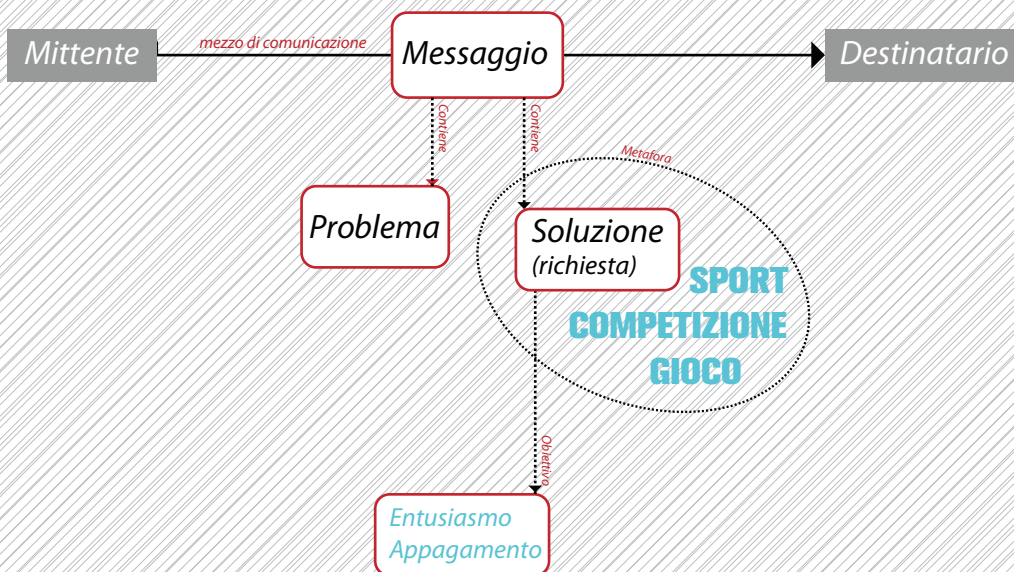 Mittente
mezzo di comunicazione
Messaggio
Destinatario
Contiene
Contiene
Metafora
Problema
Soluzione
(richiesta)
SPORT
COMPETIZIONE
GIOCO
Obiettivo
Entusiasmo
Appagamento